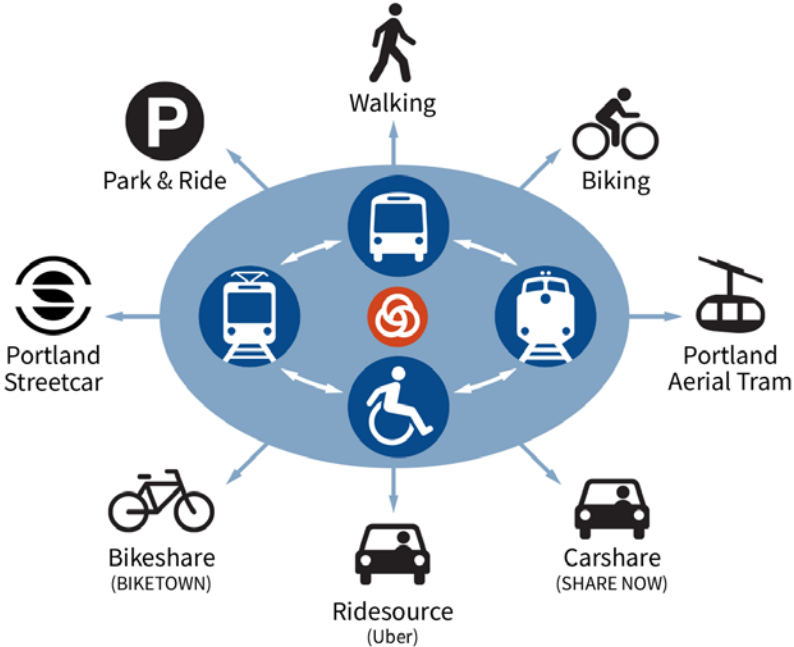 Walking
P
Park & Ride
Biking
Portland
Streetcar
Portland
Aerial Tram
Bikeshare
(BIKETOWN)
Ridesource
(Uber)
Carshare
(SHARE NOW)